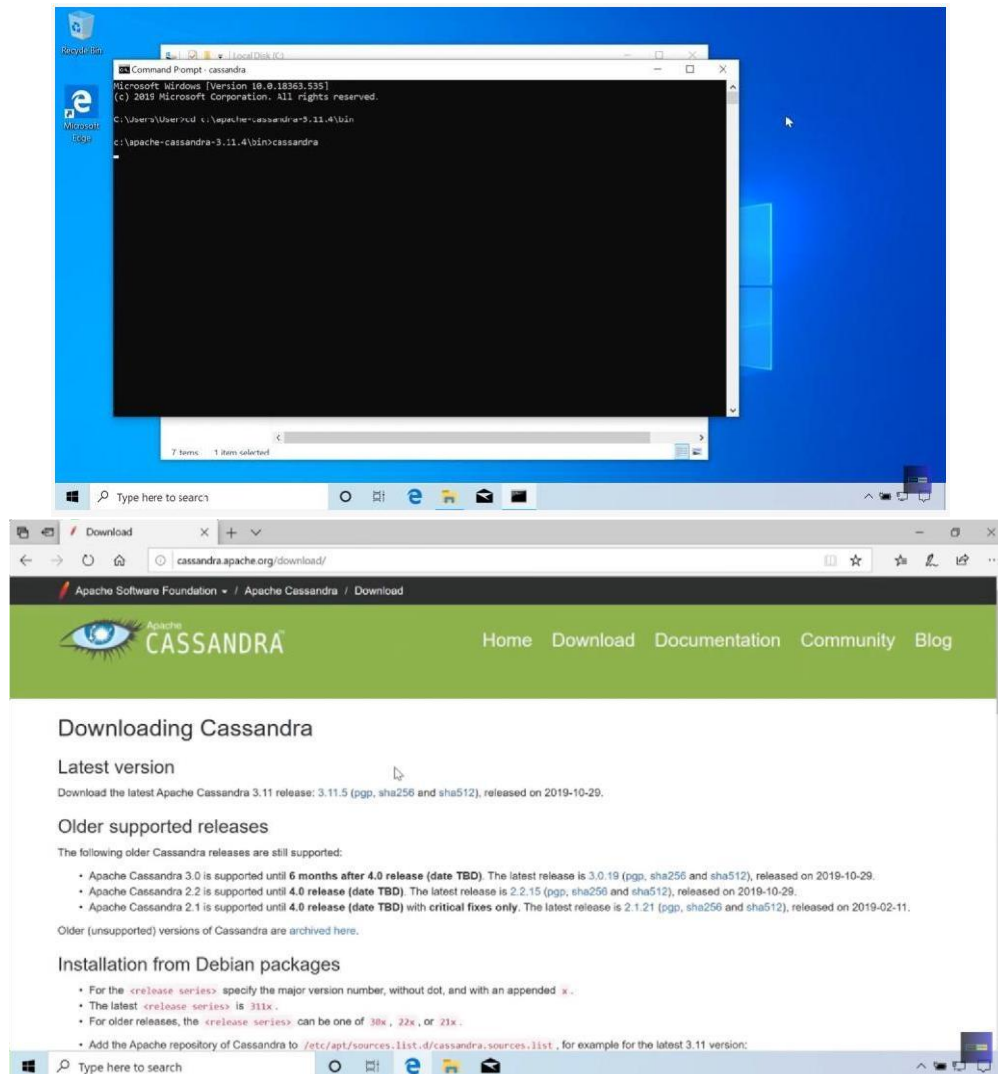 Recycle Bin
Local Disk (C:)
Command Prompt - cassandra
Microsoft Windows [Version 10.0.18363.535]
(c) 2019 Microsoft Corporation. All rights reserved.
Microsoft
Edge
C:\Users\User>cd c:\apache-cassandra-3.11.4\bin
c:\apache-cassandra-3.11.4\bin>cassandra
7 items 1 item selected
Type here to search
Download
cassandra.apache.org/download/
Apache Software Foundation / Apache Cassandra / Download
Apache
CASSANDRA
Home Download Documentation Community Blog
Downloading Cassandra
Latest version
Download the latest Apache Cassandra 3.11 release: 3.11.5 (pgp, sha256 and sha512), released on 2019-10-29.
Older supported releases
The following older Cassandra releases are still supported:
• Apache Cassandra 3.0 is supported until 6 months after 4.0 release (date TBD). The latest release is 3.0.19 (pgp, sha256 and sha512), released on 2019-10-29.
• Apache Cassandra 2.2 is supported until 4.0 release (date TBD). The latest release is 2.2.15 (pgp, sha256 and sha512), released on 2019-10-29.
• Apache Cassandra 2.1 is supported until 4.0 release (date TBD) with critical fixes only. The latest release is 2.1.21 (pgp, sha256 and sha512), released on 2019-02-11.
Older (unsupported) versions of Cassandra are archived here.
Installation from Debian packages
• For the <release series> specify the major version number, without dot, and with an appended x.
• The latest <release series> is 311x.
• For older releases, the <release series> can be one of 30x, 22x, or 21x.
• Add the Apache repository of Cassandra to /etc/apt/sources.list.d/cassandra.sources.list, for example for the latest 3.11 version:
Type here to search